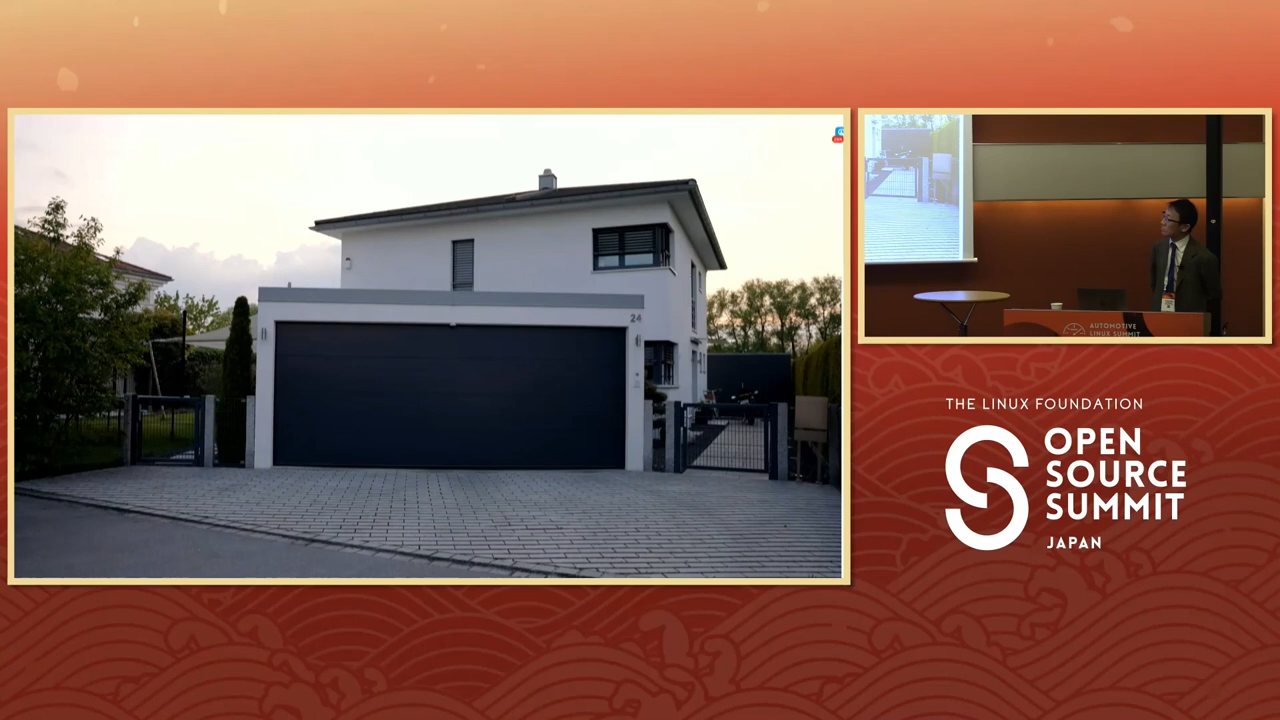 24
AUTOMOTIVE
LINUX SUMMIT
THE LINUX FOUNDATION
OPEN
SOURCE
SUMMIT
JAPAN